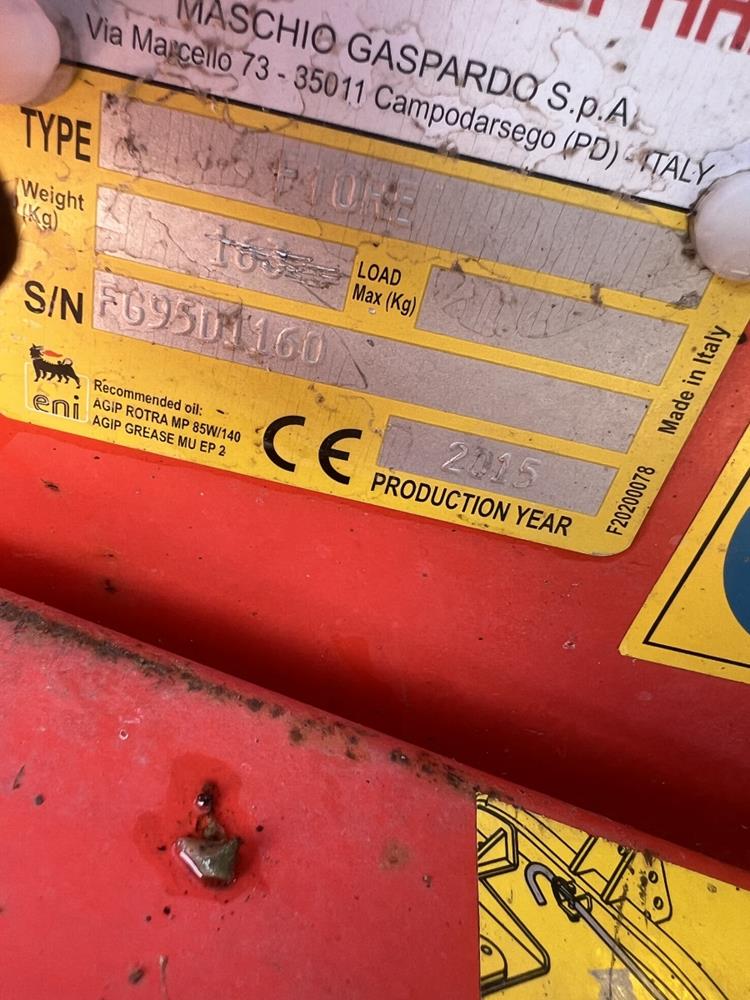 MASCHIO GASPARDO S.p.A.
Via Marcello 73 - 35011 Campodarsego (PD) - ITALY
TYPE
Weight (Kg)
LOAD Max (Kg)
S/N FG95D1160
eni
Recommended oil:
AGIP ROTRA MP 85W/140
AGIP GREASE MU EP 2
CE
2015
PRODUCTION YEAR
Made in Italy
F20200078